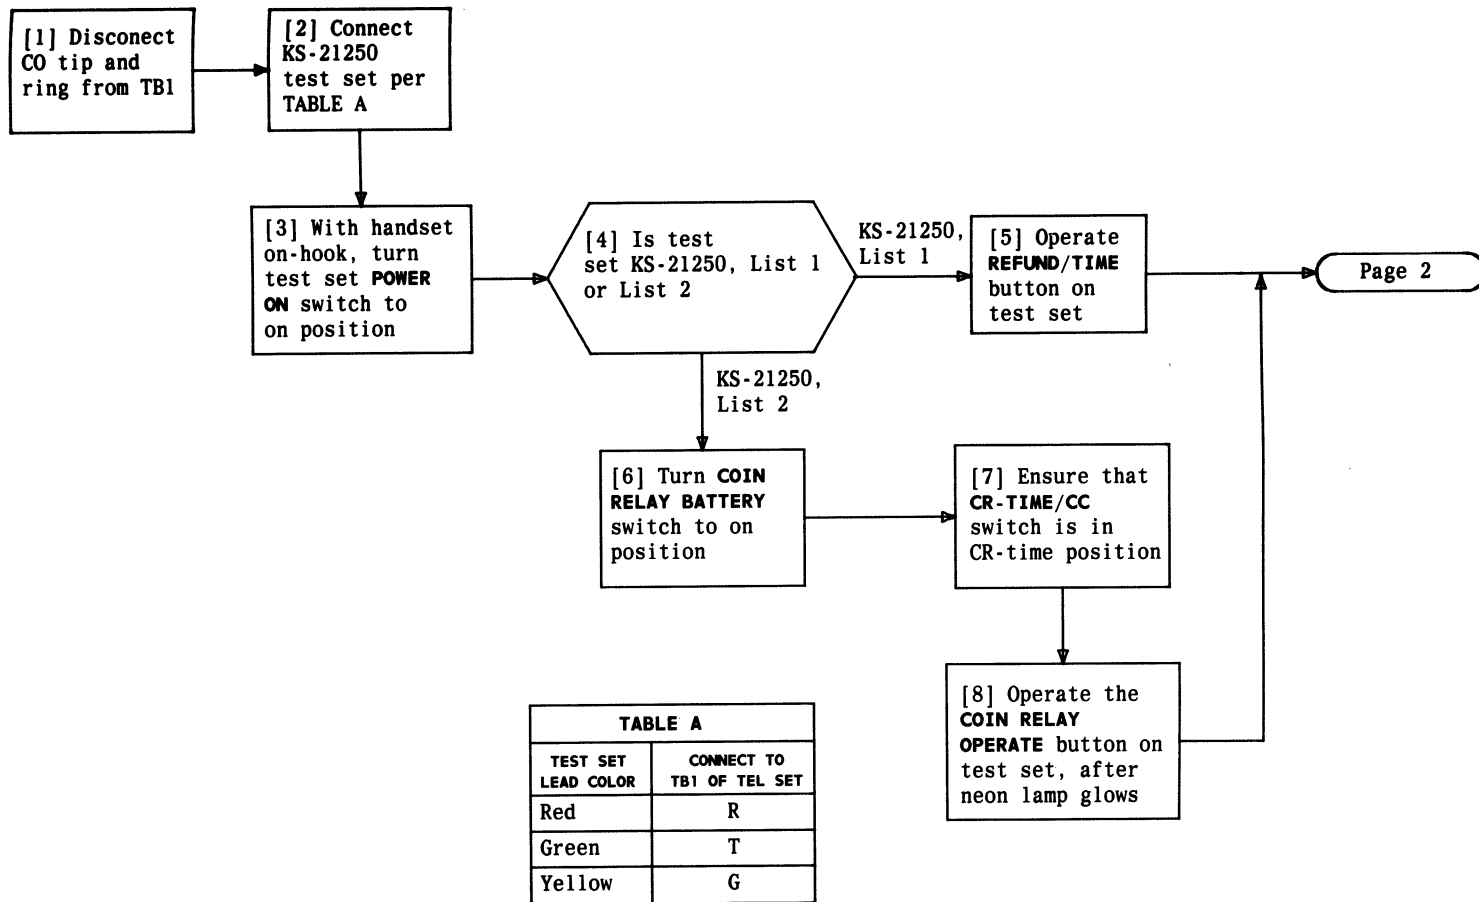 [1] Disconect
CO tip and
ring from TB1
[2] Connect
KS-21250
test set per
TABLE A
[3] With handset
on-hook, turn
test set POWER
ON switch to
on position
[4] Is test
set KS-21250, List 1
or List 2
KS-21250,
List 1
[5] Operate
REFUND/TIME
button on
test set
Page 2
KS-21250,
List 2
[6] Turn COIN
RELAY BATTERY
switch to on
position
[7] Ensure that
CR-TIME/CC
switch is in
CR-time position
[8] Operate the
COIN RELAY
OPERATE button on
test set, after
neon lamp glows
TABLE A
TEST SET
LEAD COLOR
CONNECT TO
TB1 OF TEL SET
Red
R
Green
T
Yellow
G